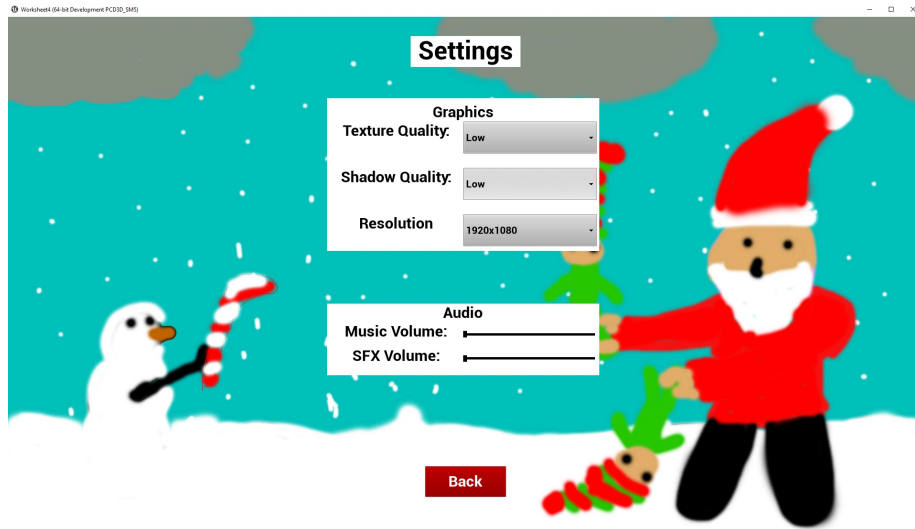 Worksheet4 (64-bit Development PCD3D_SM5)
Settings
Graphics
Texture Quality: Low
Shadow Quality: Low
Resolution 1920x1080
Audio
Music Volume:
SFX Volume:
Back